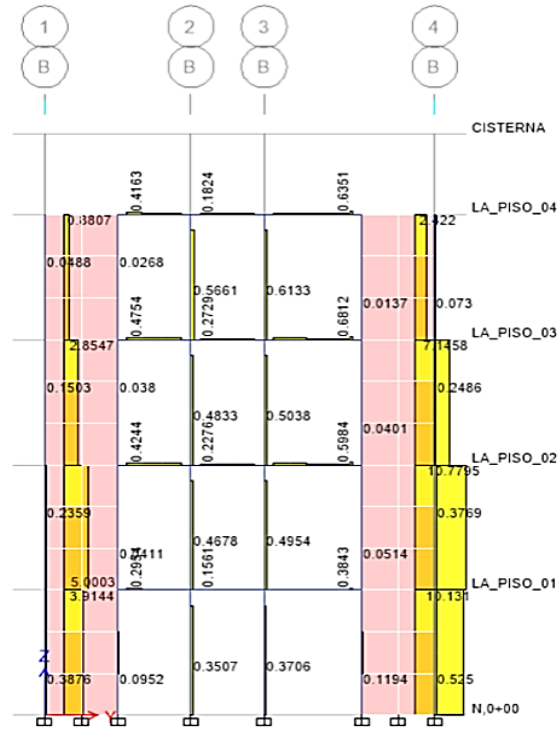 1 2 3 4
B B B B
CISTERNA
0.4163 0.1824 0.6351
LA_PISO_04
0.3807 2.422
0.0488 0.0268 0.5661 0.6133 0.0137 0.073
0.4754 0.2729 0.6812
LA_PISO_03
2.8547 7.1458
0.1503 0.038 0.4833 0.5038 0.0401 0.2486
0.4244 0.2276 0.5984
LA_PISO_02
10.7795
0.2359 0.4678 0.4954 0.0514 0.3769
0.1561 0.3843
5.0003
LA_PISO_01
3.9144 10.131
0.3876 0.0952 0.3507 0.3706 0.1194 0.525
Z
Y
N,0+00